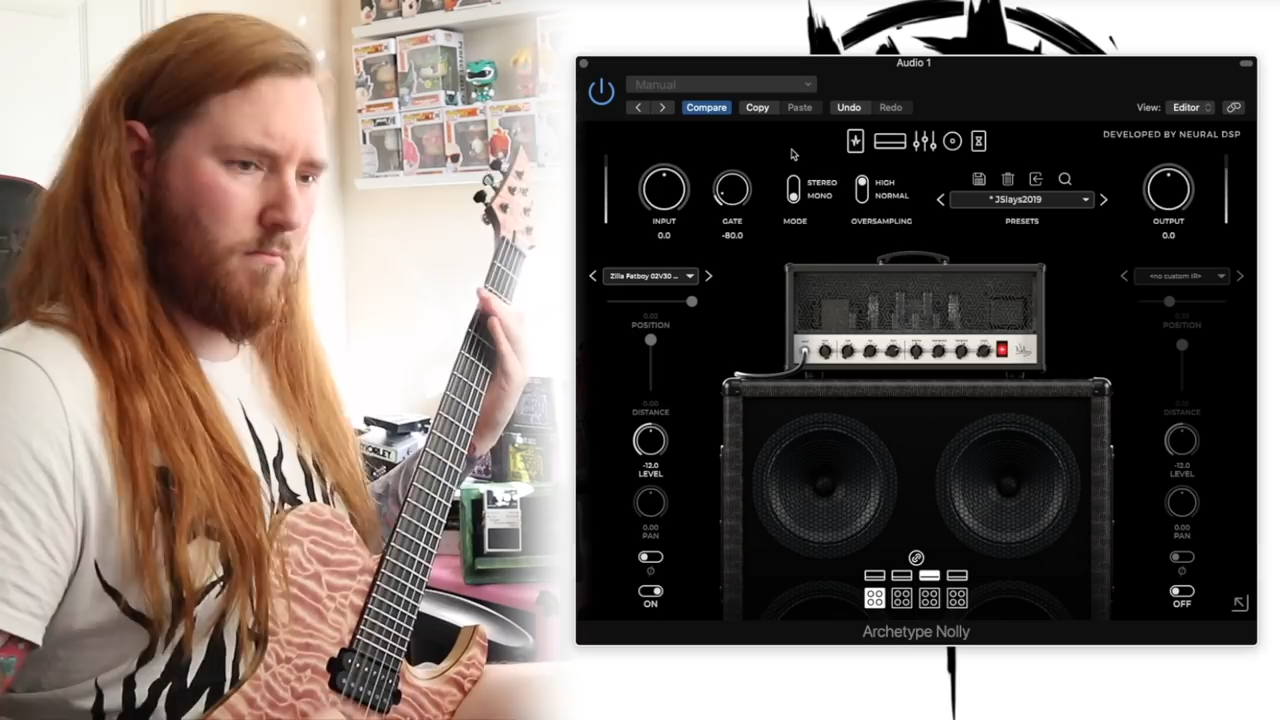 Audio 1
Manual
Compare
Copy
Paste
Undo
Redo
View:
Editor
DEVELOPED BY NEURAL DSP
STEREO
MONO
HIGH
NORMAL
* JSlays2019
INPUT
GATE
MODE
OVERSAMPLING
PRESETS
OUTPUT
0.0
-80.0
0.0
Zilla Fatboy 02V30 ...
<no custom IR>
POSITION
POSITION
0.00
DISTANCE
DISTANCE
-12.0
LEVEL
-12.0
LEVEL
0.00
PAN
0.00
PAN
Ø
Ø
ON
OFF
Archetype Nolly
MORLEY